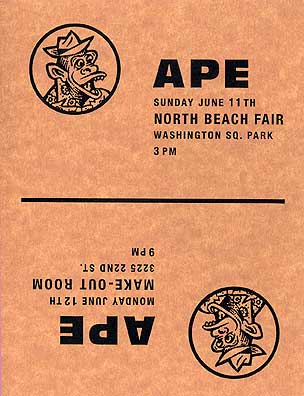 APE
SUNDAY JUNE 11TH
NORTH BEACH FAIR
WASHINGTON SQ. PARK
3 PM
APE
MONDAY JUNE 12TH
MAKE-OUT ROOM
3225 22ND ST.
9 PM